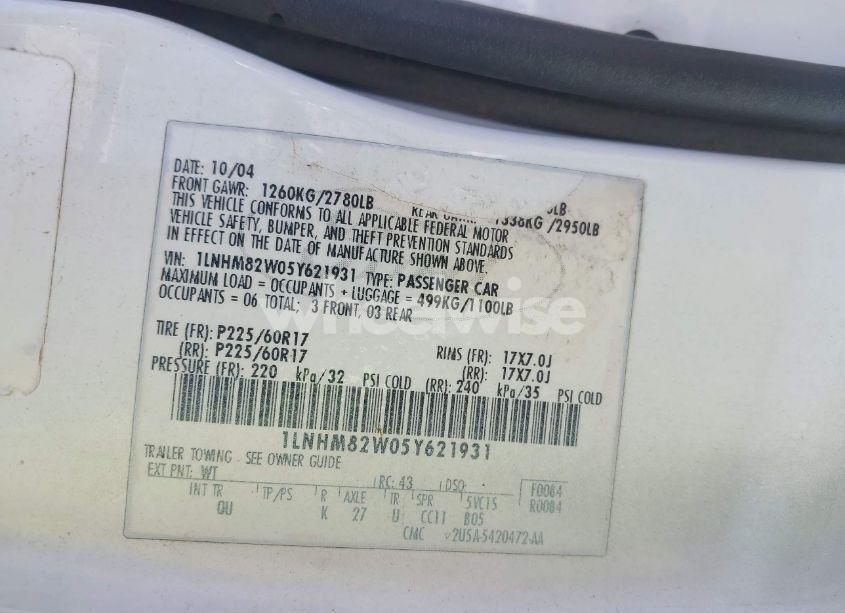 DATE: 10/04
FRONT GAWR: 1260KG/2780LB 1338KG /2950LB
THIS VEHICLE CONFORMS TO ALL APPLICABLE FEDERAL MOTOR
VEHICLE SAFETY, BUMPER, AND THEFT PREVENTION STANDARDS
IN EFFECT ON THE DATE OF MANUFACTURE SHOWN ABOVE.
VIN: 1LNHM82W05Y621931 TYPE: PASSENGER CAR
MAXIMUM LOAD = OCCUPANTS + LUGGAGE = 499KG/1100LB
OCCUPANTS = 06 TOTAL; 3 FRONT, 03 REAR
wheelwise
TIRE (FR): P225/60R17 RIMS (FR): 17X7.0J
(RR): P225/60R17 (RR): 17X7.0J
PRESSURE (FR): 220 kPa/32 PSI COLD (RR): 240 kPa/35 PSI COLD
1LNHM82W05Y621931
TRAILER TOWING - SEE OWNER GUIDE
EXT PNT: WT RC: 43 DSO: F0084
INT TR TP/PS R AXLE TR SPR 5VC15 R0084
OU K 27 U CC11 B05
CMC 2U5A-5420472-AA